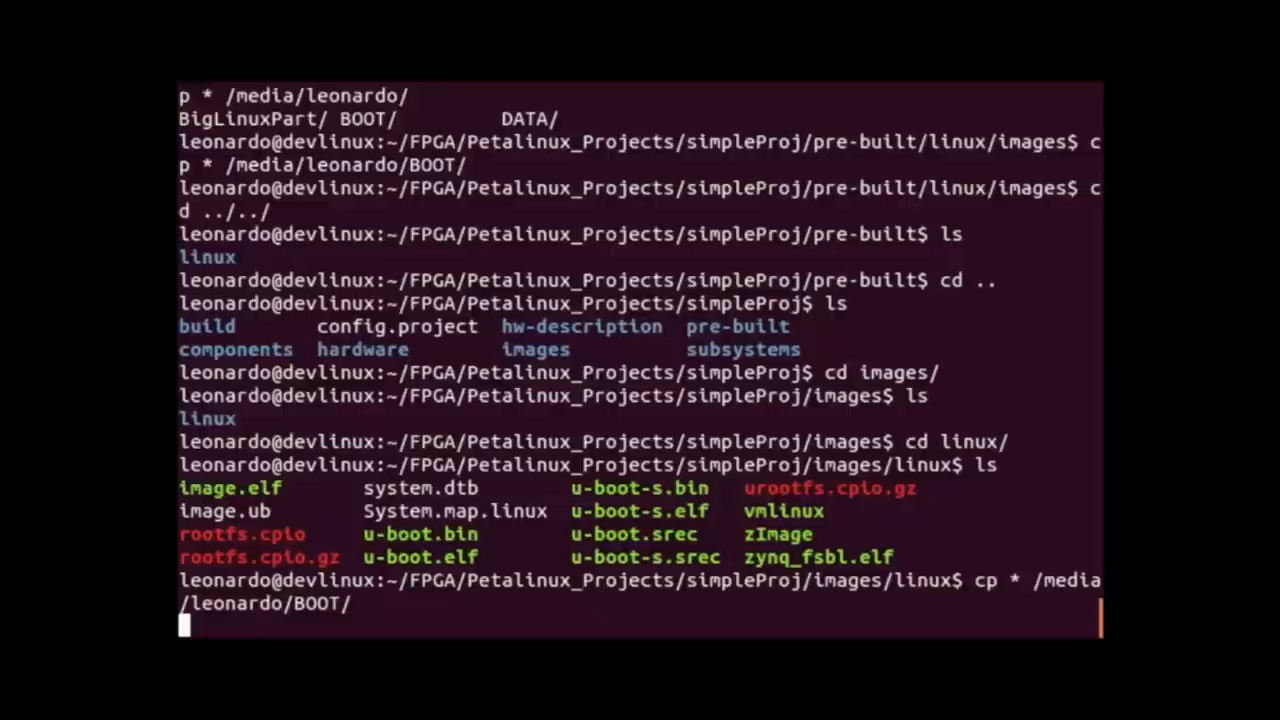 p * /media/leonardo/
BigLinuxPart/ BOOT/ DATA/
leonardo@devlinux:~/FPGA/Petalinux_Projects/simpleProj/pre-built/linux/images$ c
p * /media/leonardo/BOOT/
leonardo@devlinux:~/FPGA/Petalinux_Projects/simpleProj/pre-built/linux/images$ c
d ../../
leonardo@devlinux:~/FPGA/Petalinux_Projects/simpleProj/pre-built$ ls
linux
leonardo@devlinux:~/FPGA/Petalinux_Projects/simpleProj/pre-built$ cd ..
leonardo@devlinux:~/FPGA/Petalinux_Projects/simpleProj$ ls
build config.project hw-description pre-built
components hardware images subsystems
leonardo@devlinux:~/FPGA/Petalinux_Projects/simpleProj$ cd images/
leonardo@devlinux:~/FPGA/Petalinux_Projects/simpleProj/images$ ls
linux
leonardo@devlinux:~/FPGA/Petalinux_Projects/simpleProj/images$ cd linux/
leonardo@devlinux:~/FPGA/Petalinux_Projects/simpleProj/images/linux$ ls
image.elf system.dtb u-boot-s.bin urootfs.cpio.gz
image.ub System.map.linux u-boot-s.elf vmlinux
rootfs.cpio u-boot.bin u-boot.srec zImage
rootfs.cpio.gz u-boot.elf u-boot-s.srec zynq_fsbl.elf
leonardo@devlinux:~/FPGA/Petalinux_Projects/simpleProj/images/linux$ cp * /media
/leonardo/BOOT/